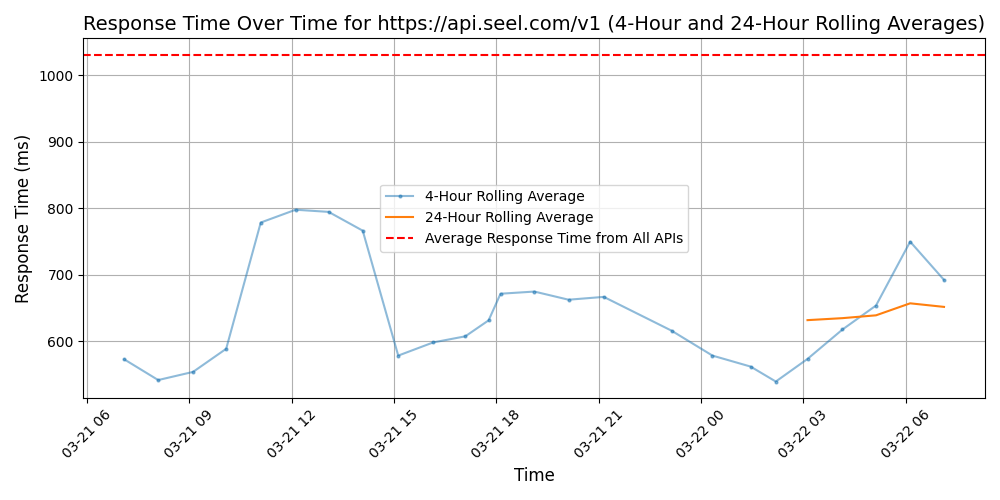 Response Time Over Time for https://api.seel.com/v1 (4-Hour and 24-Hour Rolling Averages)
Response Time (ms)
1000
900
800
700
600
4-Hour Rolling Average
24-Hour Rolling Average
Average Response Time from All APIs
03-21 06
03-21 09
03-21 12
03-21 15
03-21 18
03-21 21
03-22 00
03-22 03
03-22 06
Time